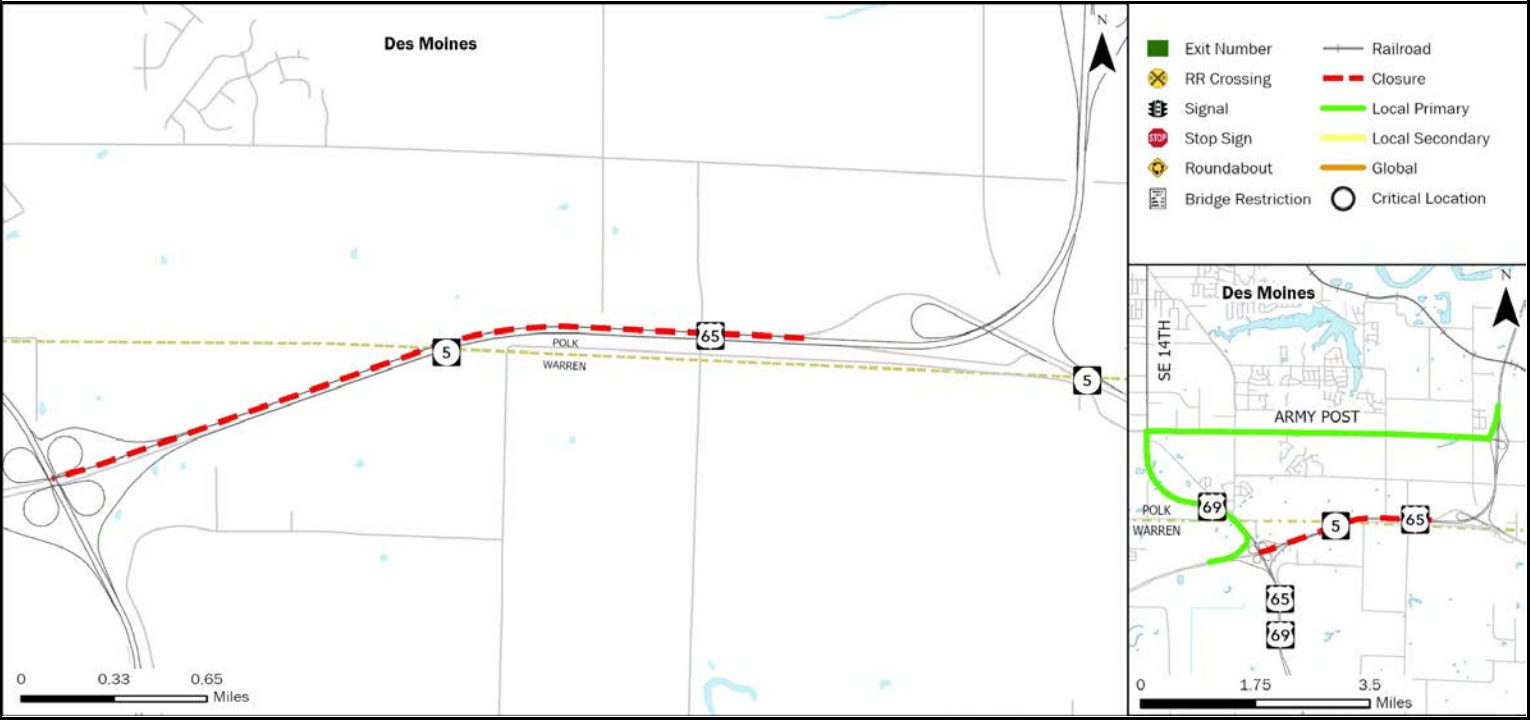 Des Moines
N
65
5
POLK
WARREN
5
0 0.33 0.65
Miles
Exit Number
RR Crossing
Signal
STOP Stop Sign
Roundabout
Bridge Restriction
Railroad
Closure
Local Primary
Local Secondary
Global
Critical Location
Des Moines
N
SE 14TH
ARMY POST
69
POLK
WARREN
5
65
65
69
0 1.75 3.5
Miles